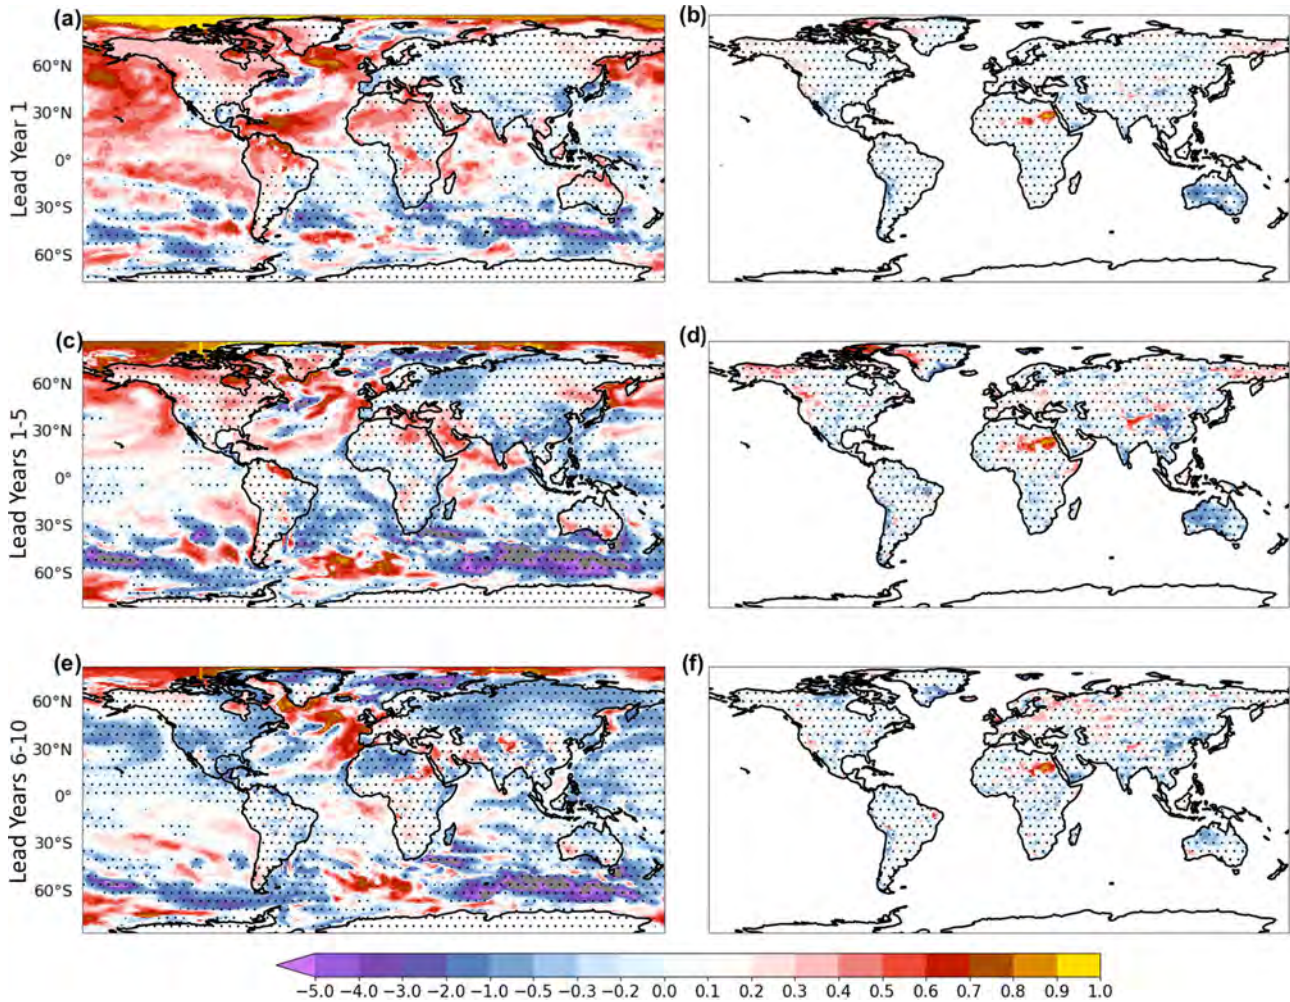 (a)
(b)
Lead Year 1
60°N
30°N
0°
30°S
60°S
(c)
(d)
Lead Years 1-5
60°N
30°N
0°
30°S
60°S
(e)
(f)
Lead Years 6-10
60°N
30°N
0°
30°S
60°S
−5.0 −4.0 −3.0 −2.0 −1.0 −0.5 −0.3 −0.2 0.0 0.1 0.2 0.3 0.4 0.5 0.6 0.7 0.8 0.9 1.0